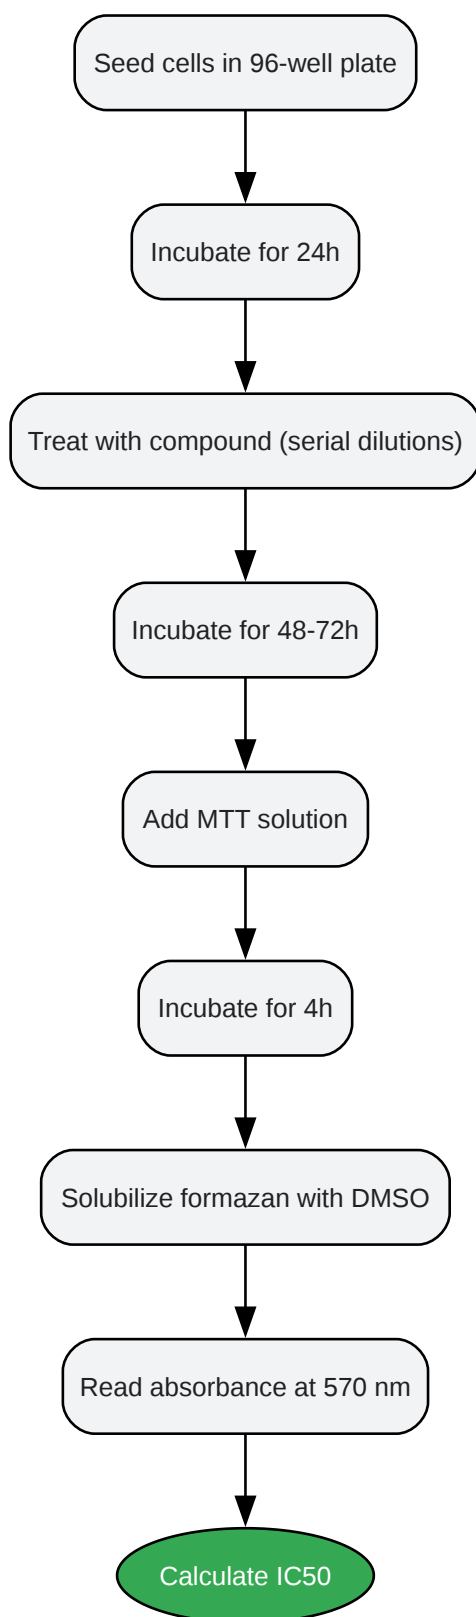 Seed cells in 96-well plate
Incubate for 24h
Treat with compound (serial dilutions)
Incubate for 48-72h
Add MTT solution
Incubate for 4h
Solubilize formazan with DMSO
Read absorbance at 570 nm
Calculate IC50